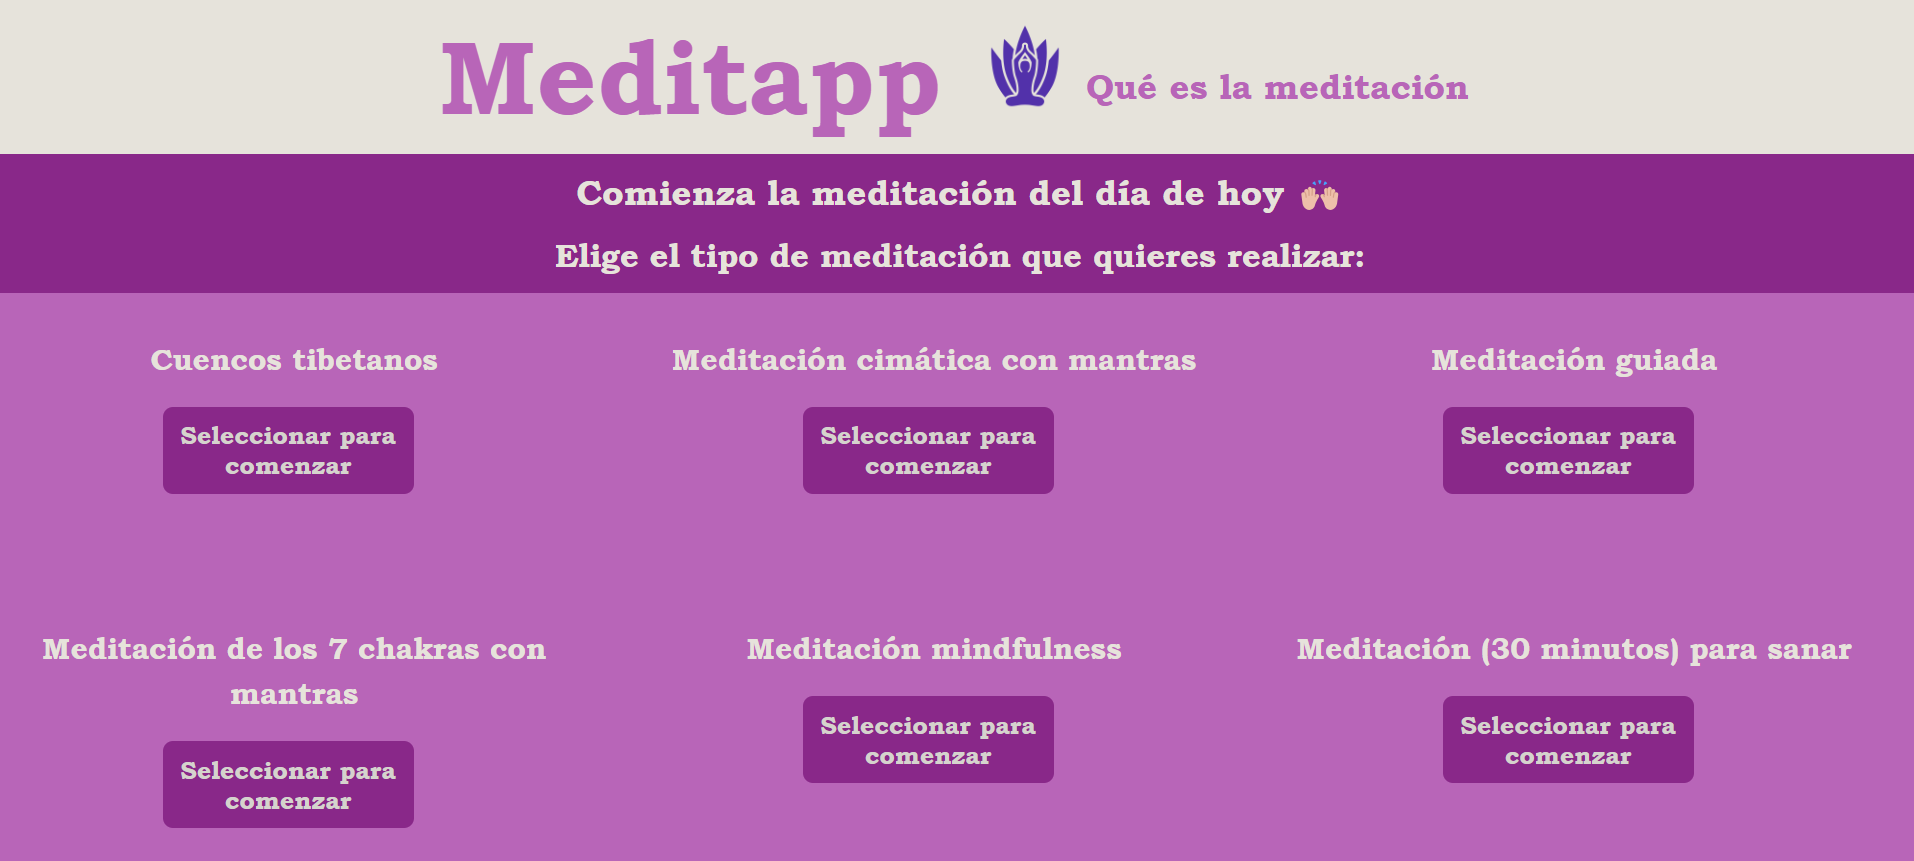 Meditapp
Qué es la meditación
Comienza la meditación del día de hoy 🙌🏼
Elige el tipo de meditación que quieres realizar:
Cuencos tibetanos
Seleccionar para
comenzar
Meditación cimática con mantras
Seleccionar para
comenzar
Meditación guiada
Seleccionar para
comenzar
Meditación de los 7 chakras con
mantras
Seleccionar para
comenzar
Meditación mindfulness
Seleccionar para
comenzar
Meditación (30 minutos) para sanar
Seleccionar para
comenzar